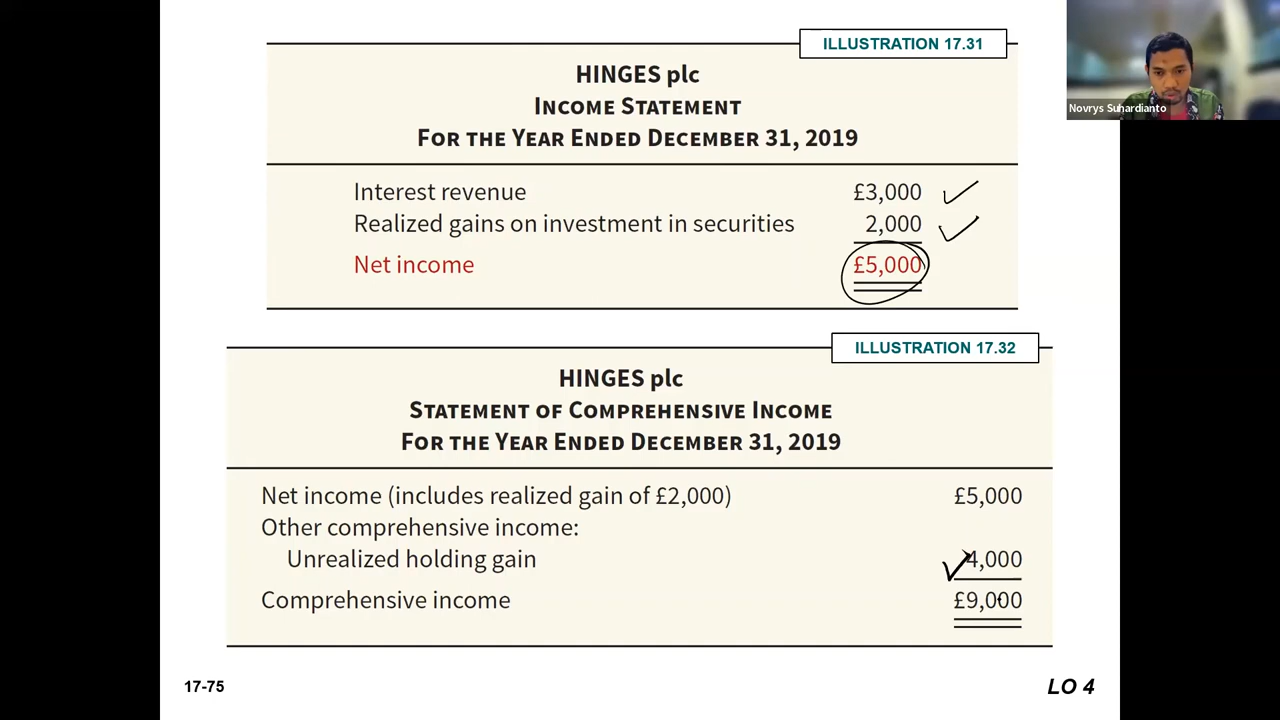 ILLUSTRATION 17.31
HINGES plc
INCOME STATEMENT
FOR THE YEAR ENDED DECEMBER 31, 2019
Interest revenue £3,000
Realized gains on investment in securities 2,000
Net income £5,000
ILLUSTRATION 17.32
HINGES plc
STATEMENT OF COMPREHENSIVE INCOME
FOR THE YEAR ENDED DECEMBER 31, 2019
Net income (includes realized gain of £2,000) £5,000
Other comprehensive income:
Unrealized holding gain 4,000
Comprehensive income £9,000
17-75
LO 4
Novrys Suhardianto